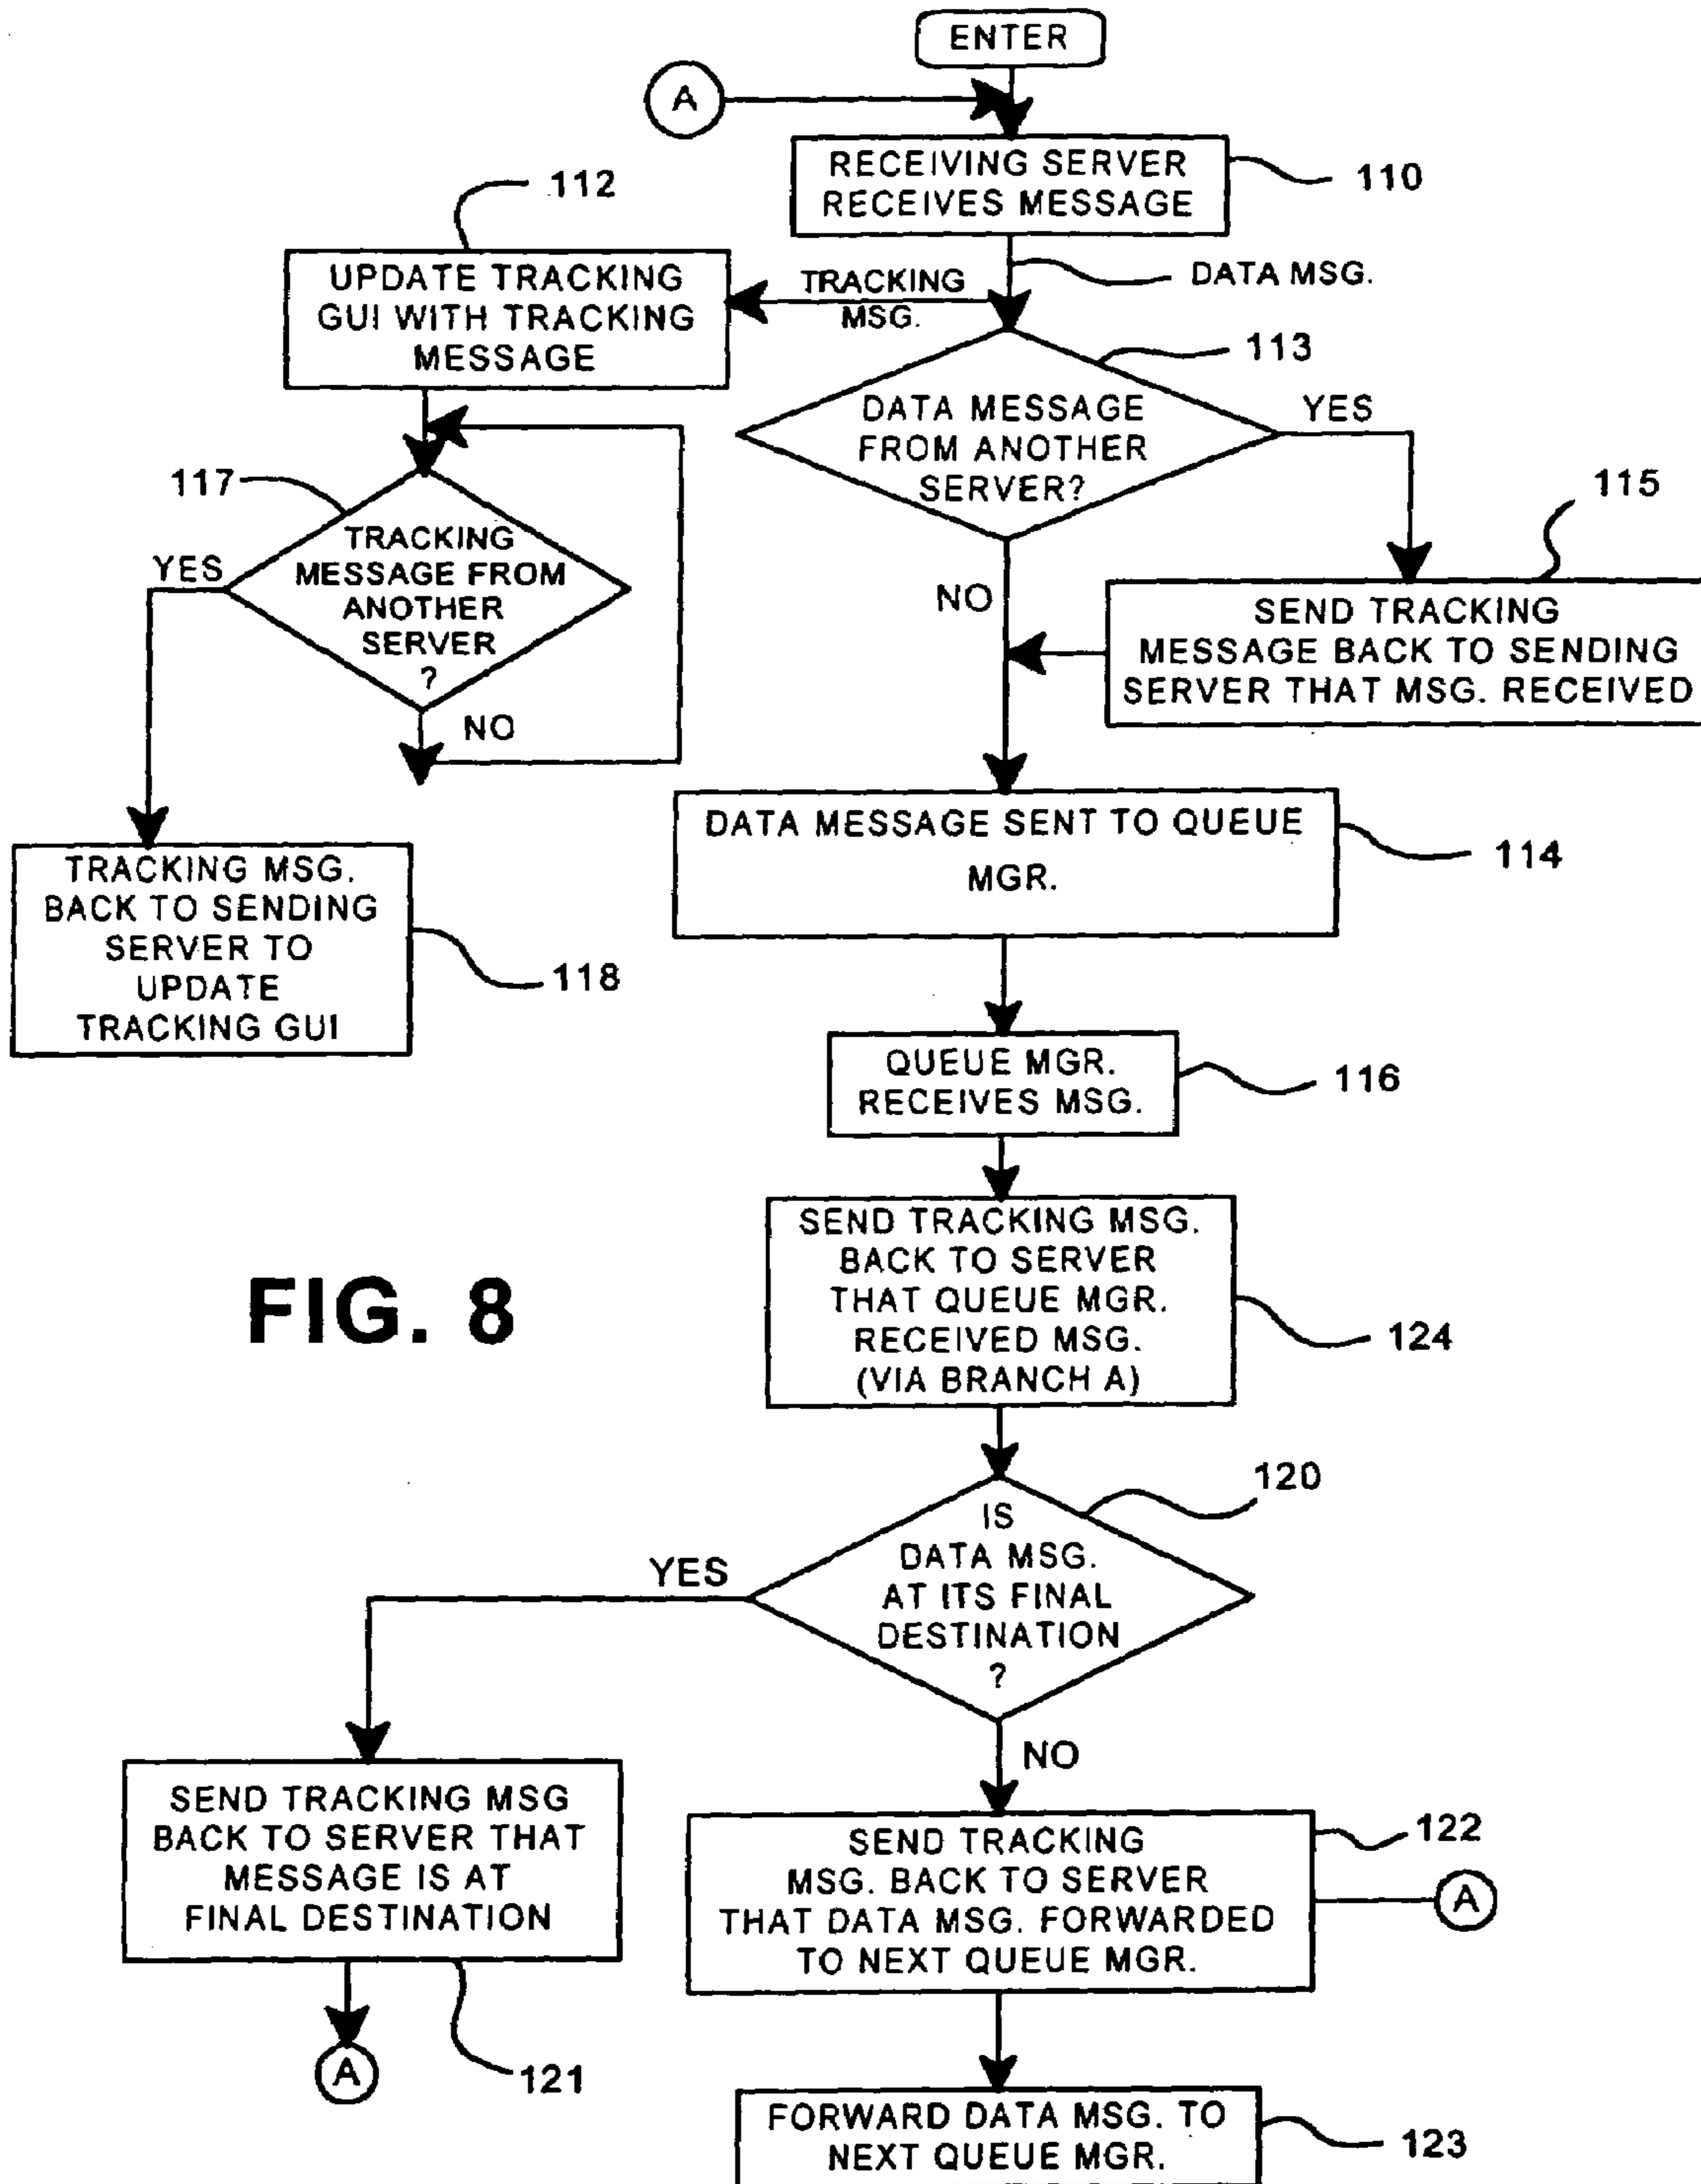 ENTER
A
RECEIVING SERVER
RECEIVES MESSAGE
110
112
UPDATE TRACKING
GUI WITH TRACKING
MESSAGE
TRACKING
MSG.
DATA MSG.
113
DATA MESSAGE
FROM ANOTHER
SERVER?
YES
NO
115
SEND TRACKING
MESSAGE BACK TO SENDING
SERVER THAT MSG. RECEIVED
117
TRACKING
MESSAGE FROM
ANOTHER
SERVER
?
YES
NO
TRACKING MSG.
BACK TO SENDING
SERVER TO
UPDATE
TRACKING GUI
118
DATA MESSAGE SENT TO QUEUE
MGR.
114
QUEUE MGR.
RECEIVES MSG.
116
SEND TRACKING MSG.
BACK TO SERVER
THAT QUEUE MGR.
RECEIVED MSG.
(VIA BRANCH A)
124
FIG. 8
120
IS
DATA MSG.
AT ITS FINAL
DESTINATION
?
YES
NO
SEND TRACKING MSG
BACK TO SERVER THAT
MESSAGE IS AT
FINAL DESTINATION
121
A
SEND TRACKING
MSG. BACK TO SERVER
THAT DATA MSG. FORWARDED
TO NEXT QUEUE MGR.
122
A
FORWARD DATA MSG. TO
NEXT QUEUE MGR.
123